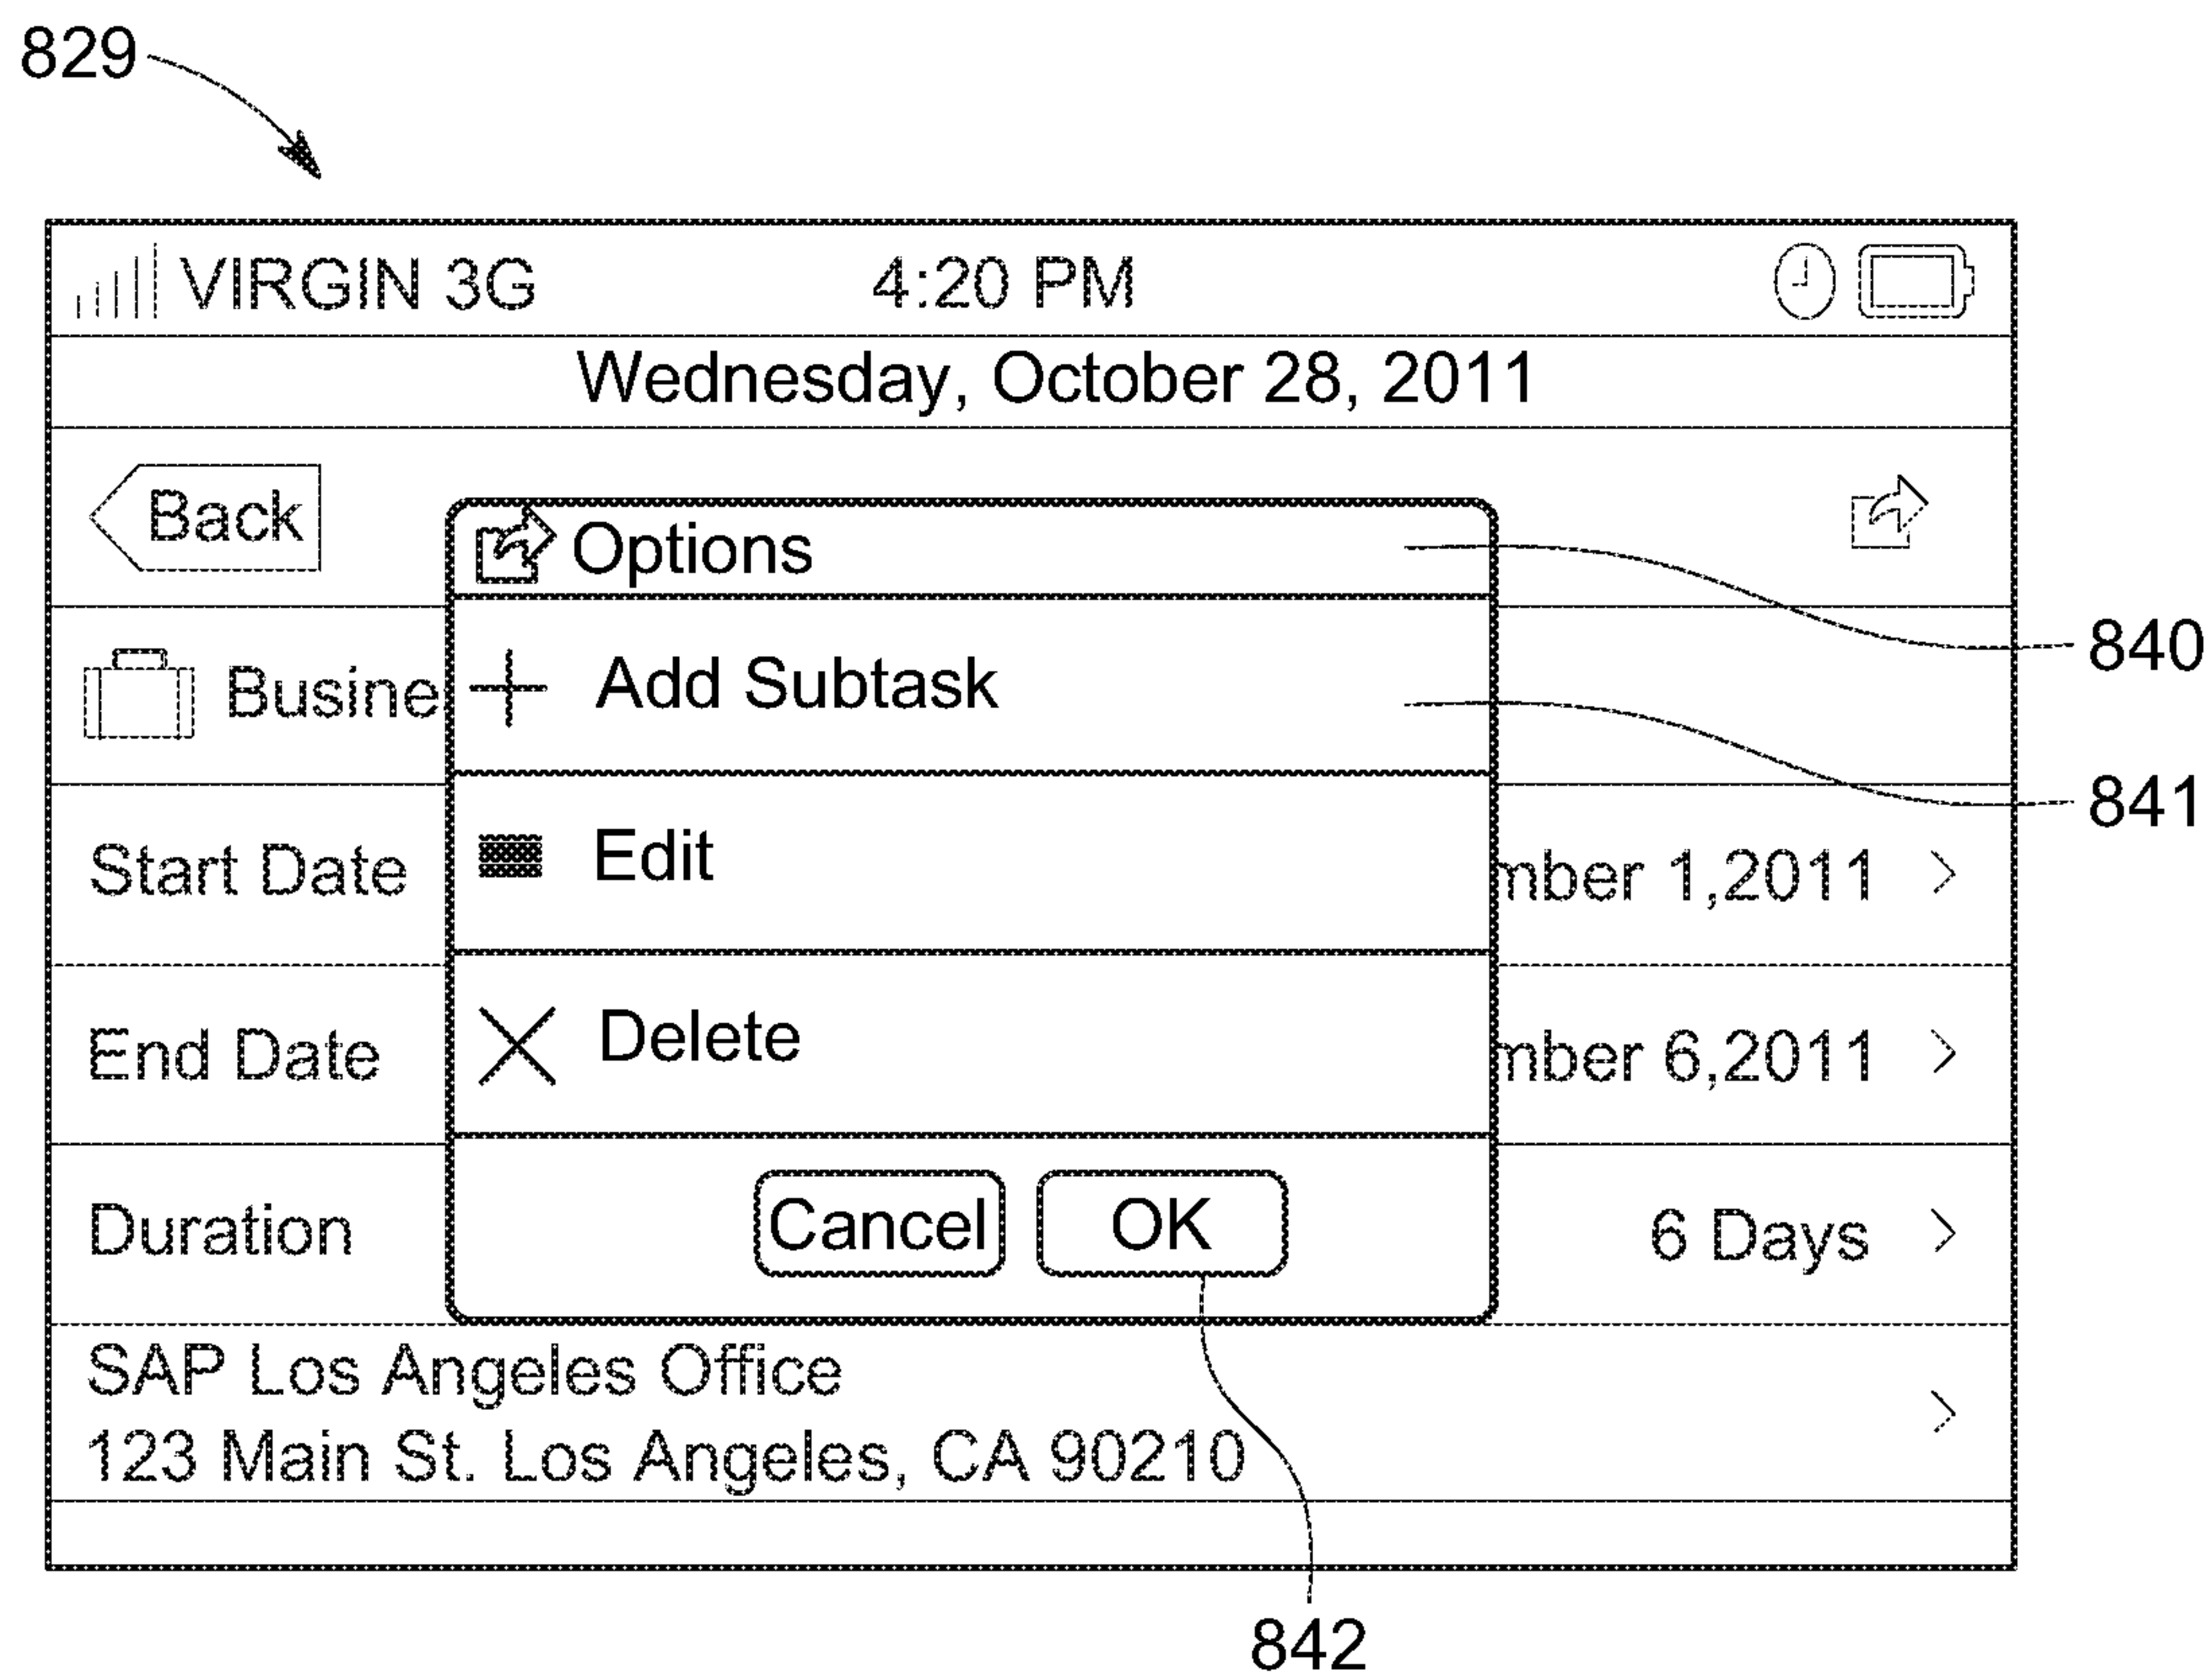 829
VIRGIN 3G 4:20 PM
Wednesday, October 28, 2011
Back
Options
840
Busine
Add Subtask
841
Edit
Start Date mber 1,2011 >
Delete
End Date mber 6,2011 >
Duration 6 Days >
Cancel OK
SAP Los Angeles Office
123 Main St. Los Angeles, CA 90210 >
842